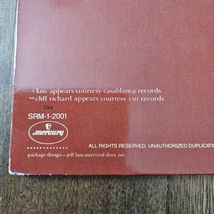 * kiss appears courtesy casablanca records
** cliff richard appears courtesy emi records
SRM-1-2001
mercury
ALL RIGHTS RESERVED. UNAUTHORIZED DUPLICATION
package design - jeff lancaster/rod dyer, inc.